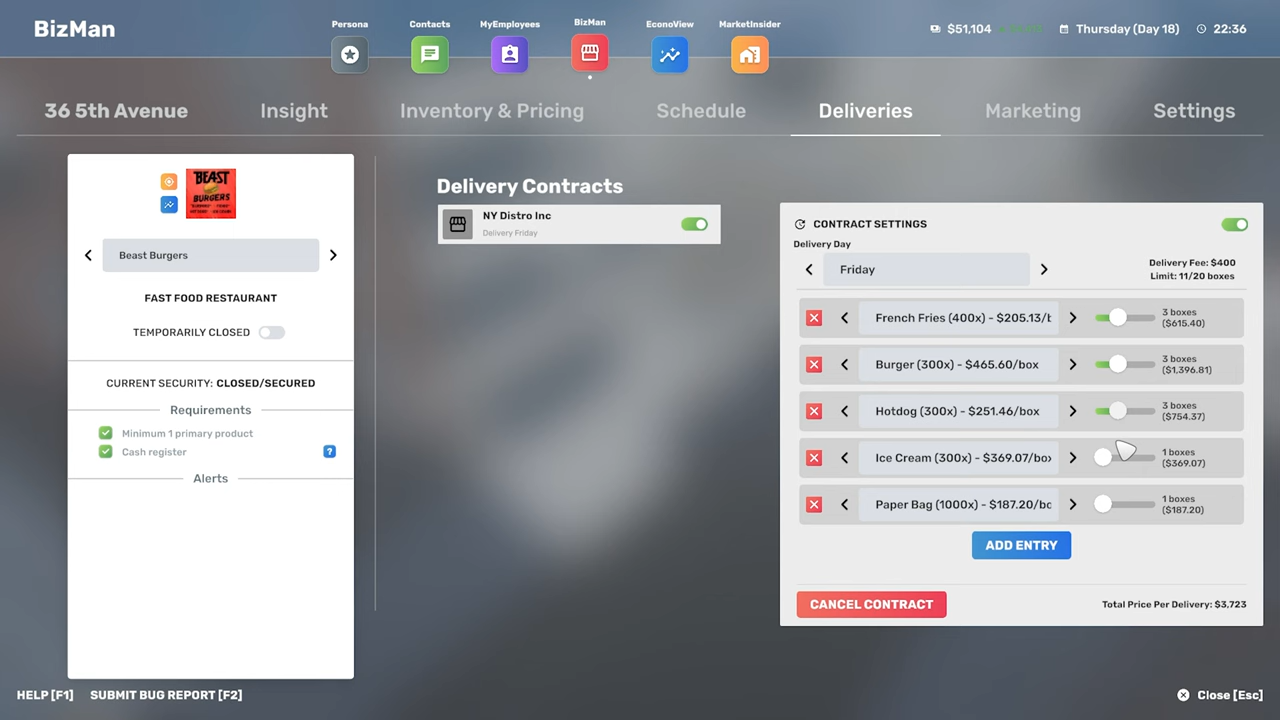 BizMan
Persona
Contacts
MyEmployees
BizMan
EconoView
MarketInsider
$51,104
Thursday (Day 18)
22:36
36 5th Avenue
Insight
Inventory & Pricing
Schedule
Deliveries
Marketing
Settings
BEAST
BURGERS
Beast Burgers
FAST FOOD RESTAURANT
TEMPORARILY CLOSED
CURRENT SECURITY: CLOSED/SECURED
Requirements
Minimum 1 primary product
Cash register
?
Alerts
Delivery Contracts
NY Distro Inc
Delivery Friday
CONTRACT SETTINGS
Delivery Day
Friday
Delivery Fee: $400
Limit: 11/20 boxes
French Fries (400x) - $205.13/b
3 boxes
($615.40)
Burger (300x) - $465.60/box
3 boxes
($1,396.81)
Hotdog (300x) - $251.46/box
3 boxes
($754.37)
Ice Cream (300x) - $369.07/box
1 boxes
($369.07)
Paper Bag (1000x) - $187.20/bo
1 boxes
($187.20)
ADD ENTRY
CANCEL CONTRACT
Total Price Per Delivery: $3,723
HELP [F1]
SUBMIT BUG REPORT [F2]
Close [Esc]